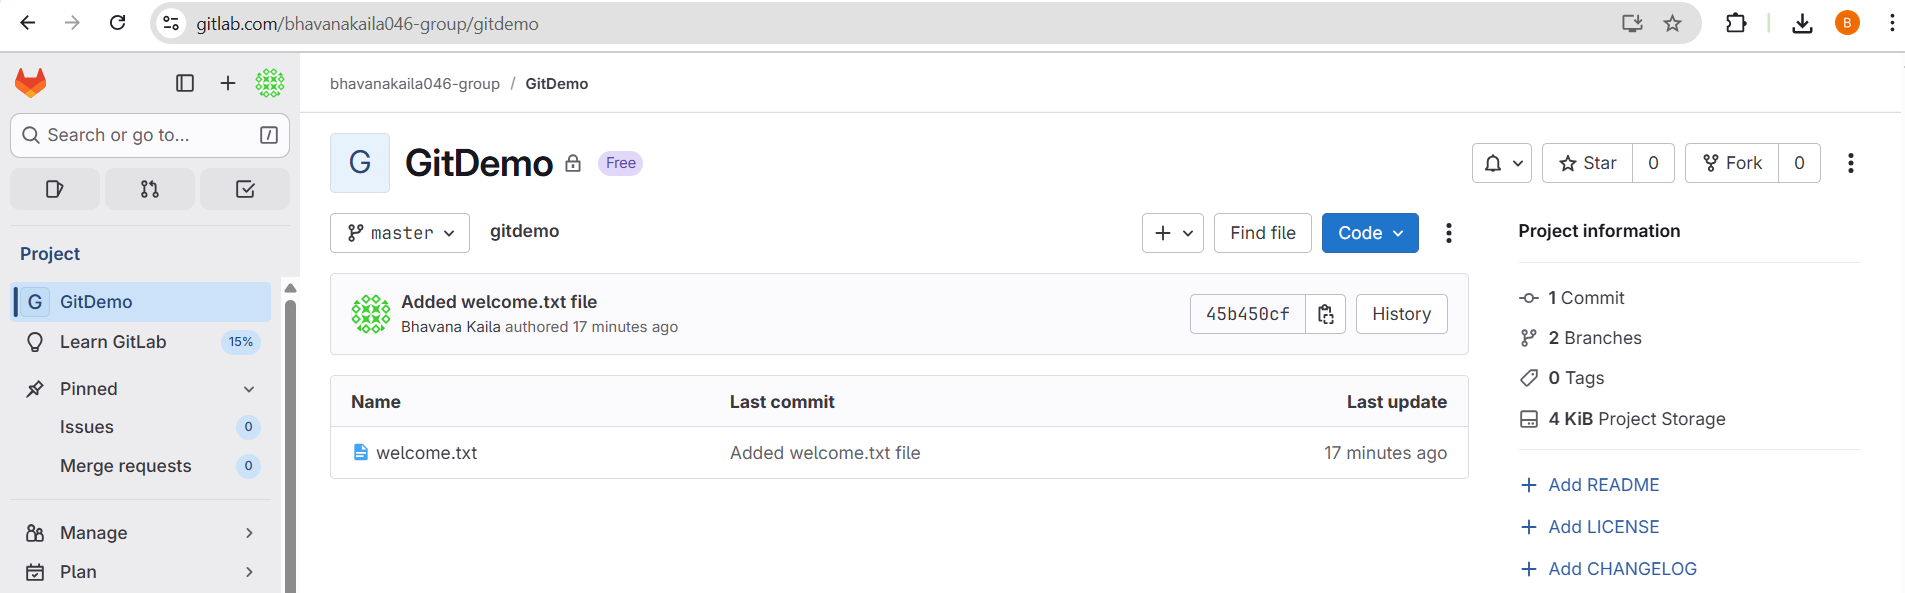 gitlab.com/bhavanakaila046-group/gitdemo
B
bhavanakaila046-group / GitDemo
Search or go to... /
G GitDemo Free
Star 0 Fork 0
master gitdemo
Find file Code
Project information
Project
G GitDemo
Added welcome.txt file
Bhavana Kaila authored 17 minutes ago
45b450cf History
1 Commit
Learn GitLab 15%
2 Branches
0 Tags
Pinned
Name Last commit Last update
Issues 0
4 KiB Project Storage
welcome.txt Added welcome.txt file 17 minutes ago
Merge requests 0
+ Add README
+ Add LICENSE
Manage
Plan
+ Add CHANGELOG